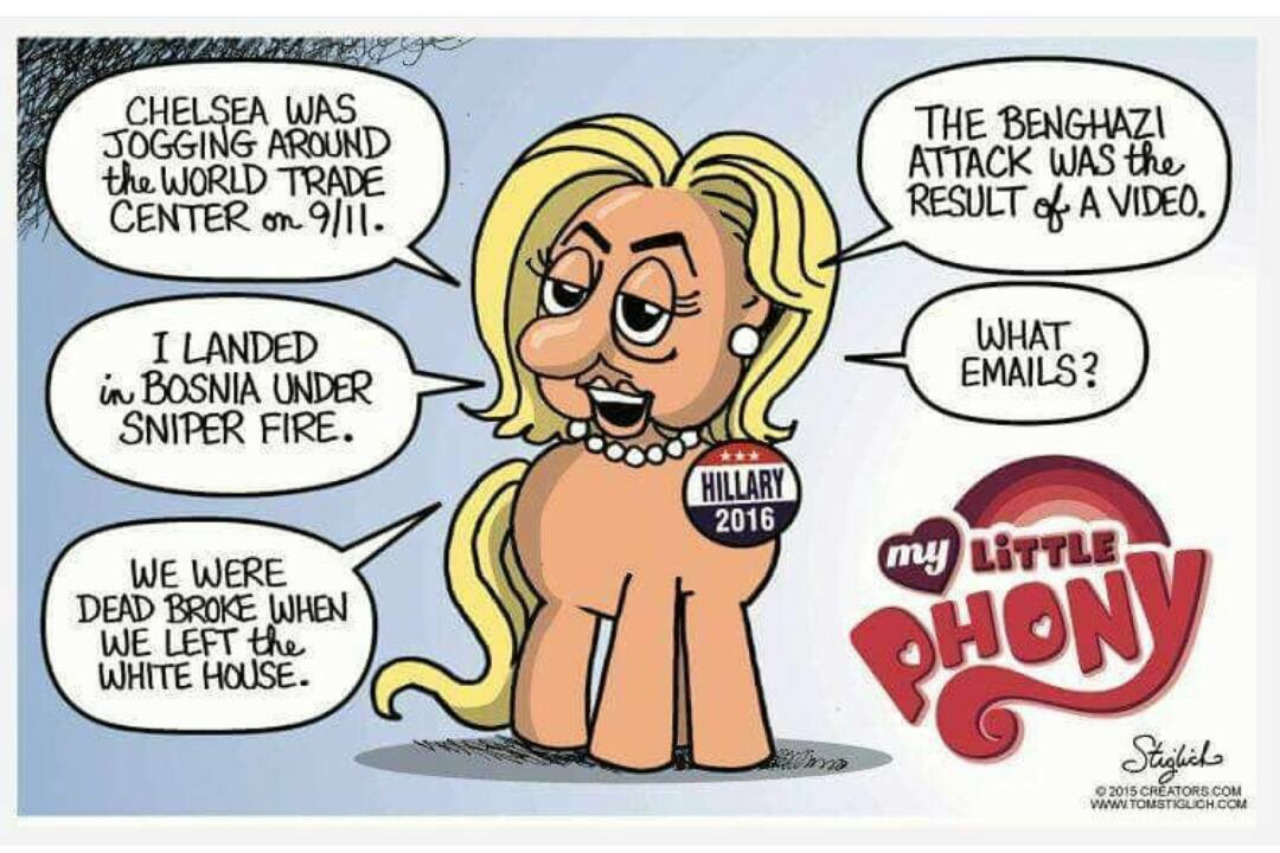 CHELSEA WAS
JOGGING AROUND
the WORLD TRADE
CENTER on 9/11.
I LANDED
in BOSNIA UNDER
SNIPER FIRE.
WE WERE
DEAD BROKE WHEN
WE LEFT the
WHITE HOUSE.
THE BENGHAZI
ATTACK WAS the
RESULT of A VIDEO.
WHAT
EMAILS?
HILLARY
2016
my LiTTLE
PHONY
Stiglich
© 2015 CREATORS.COM
WWW.TOMSTIGLICH.COM